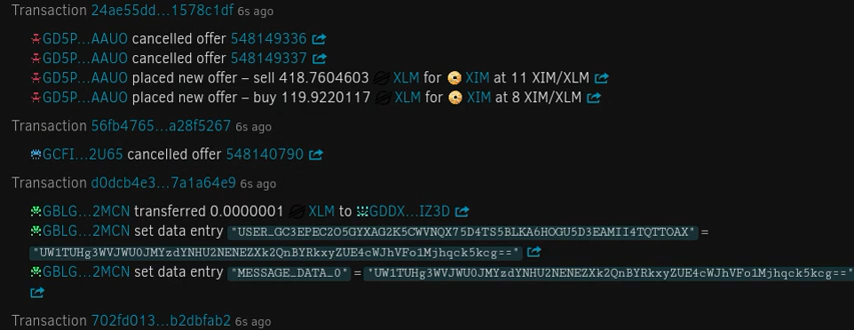 Transaction 24ae55dd…1578c1df 6s ago
GD5P…AAUO cancelled offer 548149336
GD5P…AAUO cancelled offer 548149337
GD5P…AAUO placed new offer – sell 418.7604603 XLM for XIM at 11 XIM/XLM
GD5P…AAUO placed new offer – buy 119.9220117 XLM for XIM at 8 XIM/XLM
Transaction 56fb4765…a28f5267 6s ago
GCFI…2U65 cancelled offer 548140790
Transaction d0dcb4e3…7a1a64e9 6s ago
GBLG…2MCN transferred 0.0000001 XLM to GDDX…IZ3D
GBLG…2MCN set data entry "USER_GC3EPEC2O5GYXAG2K5CWVNQX75D4TS5BLKA6HOGU5D3EAMII4TQTTOAX" =
"UW1TUHg3WVJWU0JMYzdYNHU2NENEZXk2QnBYRkxyZUE4cWJhVFo1Mjhqck5kcg=="
GBLG…2MCN set data entry "MESSAGE_DATA_0" = "UW1TUHg3WVJWU0JMYzdYNHU2NENEZXk2QnBYRkxyZUE4cWJhVFo1Mjhqck5kcg=="
Transaction 702fd013…b2dbfab2 6s ago